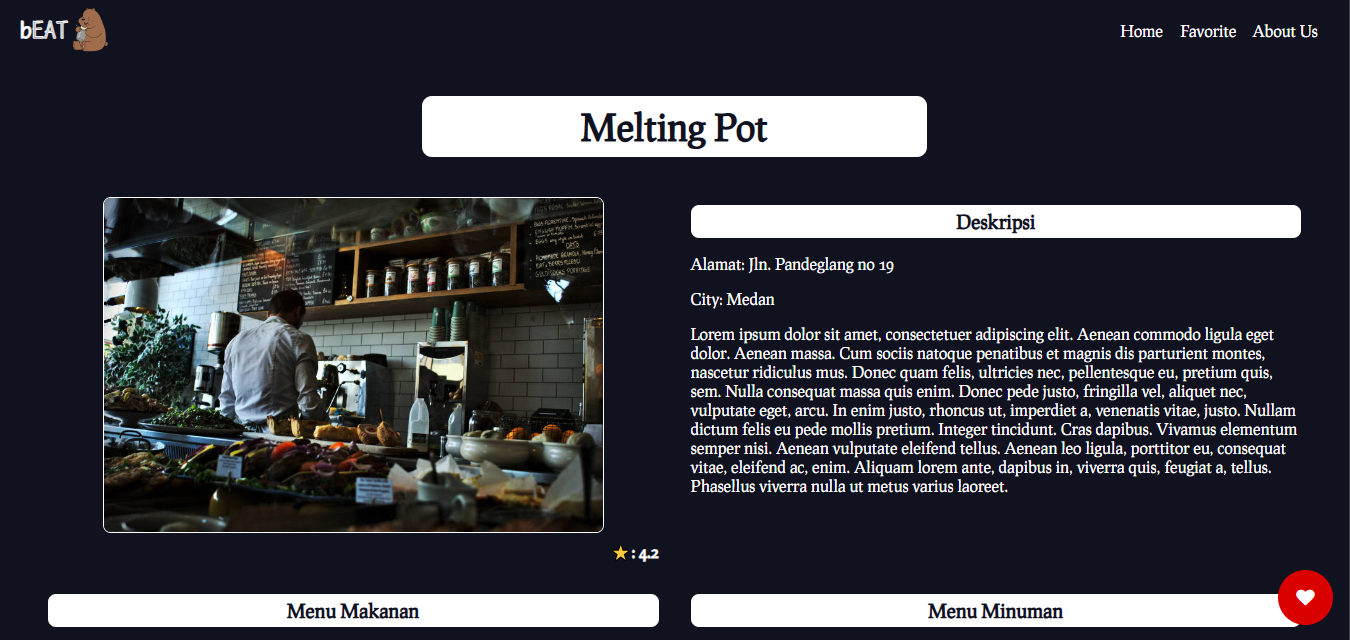 bEAT
Home Favorite About Us
Melting Pot
Deskripsi
Alamat: Jln. Pandeglang no 19
City: Medan
Lorem ipsum dolor sit amet, consectetuer adipiscing elit. Aenean commodo ligula eget
dolor. Aenean massa. Cum sociis natoque penatibus et magnis dis parturient montes,
nascetur ridiculus mus. Donec quam felis, ultricies nec, pellentesque eu, pretium quis,
sem. Nulla consequat massa quis enim. Donec pede justo, fringilla vel, aliquet nec,
vulputate eget, arcu. In enim justo, rhoncus ut, imperdiet a, venenatis vitae, justo. Nullam
dictum felis eu pede mollis pretium. Integer tincidunt. Cras dapibus. Vivamus elementum
semper nisi. Aenean vulputate eleifend tellus. Aenean leo ligula, porttitor eu, consequat
vitae, eleifend ac, enim. Aliquam lorem ante, dapibus in, viverra quis, feugiat a, tellus.
Phasellus viverra nulla ut metus varius laoreet.
: 4.2
Menu Makanan
Menu Minuman